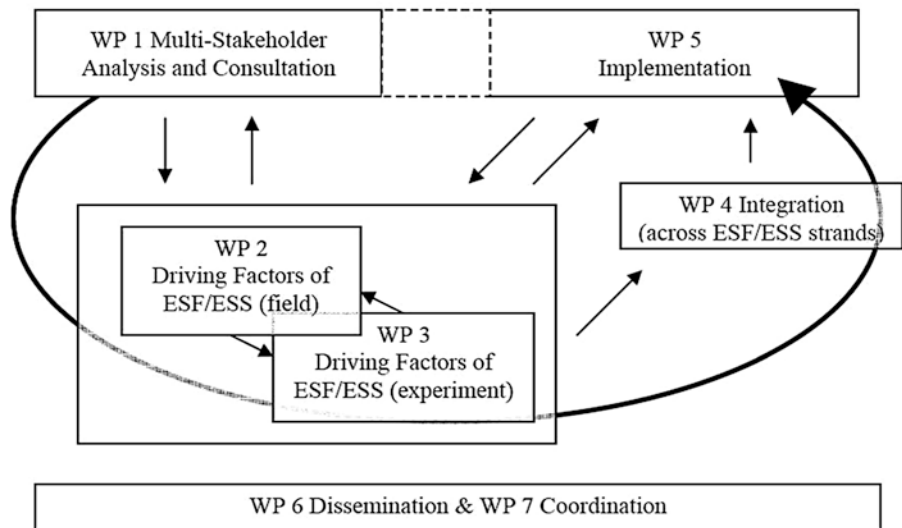 WP 1 Multi-Stakeholder
Analysis and Consultation
WP 5
Implementation
WP 4 Integration
(across ESF/ESS strands)
WP 2
Driving Factors of
ESF/ESS (field)
WP 3
Driving Factors of
ESF/ESS (experiment)
WP 6 Dissemination & WP 7 Coordination